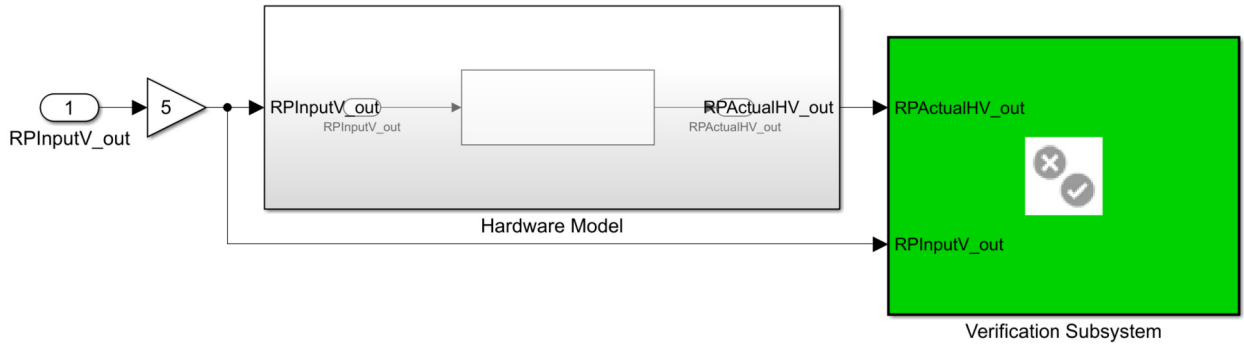 1
RPInputV_out
5
RPInputV_out
RPInputV_out
RPActualHV_out
RPActualHV_out
Hardware Model
RPActualHV_out
RPInputV_out
Verification Subsystem